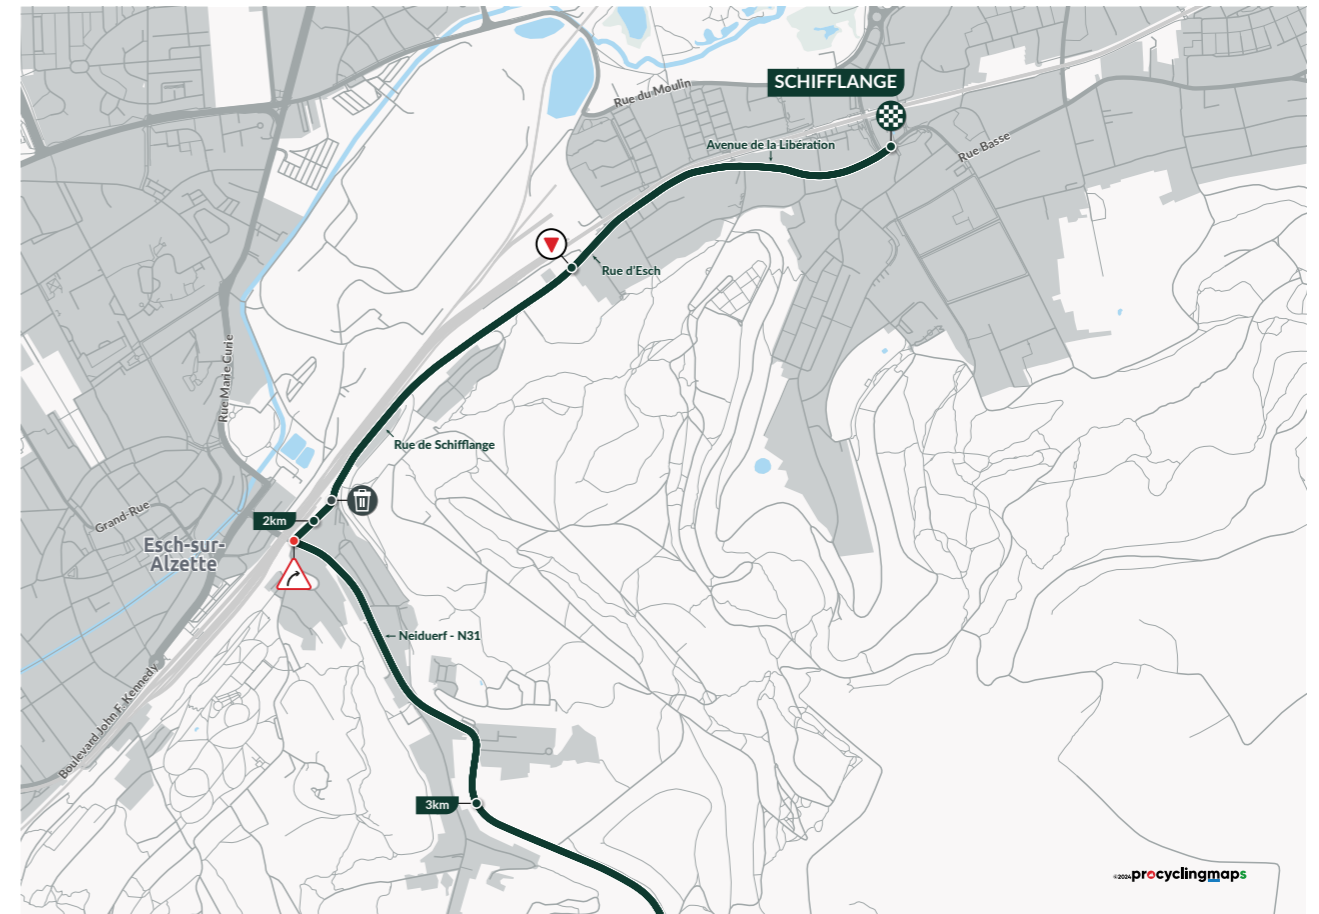 Rue du Moulin
SCHIFFLANGE
Avenue de la Libération
Rue Basse
Rue d'Esch
Rue Marie Curie
Rue de Schifflange
Grand-Rue
2km
Esch-sur-
Alzette
Neiduerf - N31
Boulevard John F. Kennedy
3km
©2024 procyclingmaps